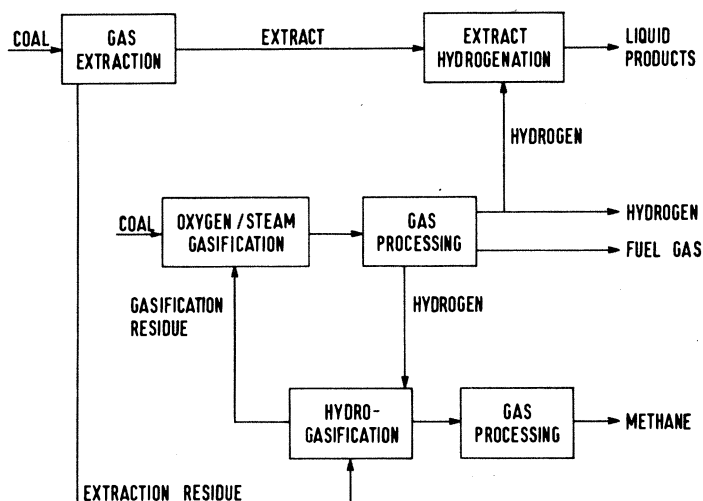 COAL
GAS
EXTRACTION
EXTRACT
EXTRACT
HYDROGENATION
LIQUID
PRODUCTS
HYDROGEN
COAL
OXYGEN/STEAM
GASIFICATION
GAS
PROCESSING
HYDROGEN
FUEL GAS
GASIFICATION
RESIDUE
HYDROGEN
HYDRO-
GASIFICATION
GAS
PROCESSING
METHANE
EXTRACTION RESIDUE